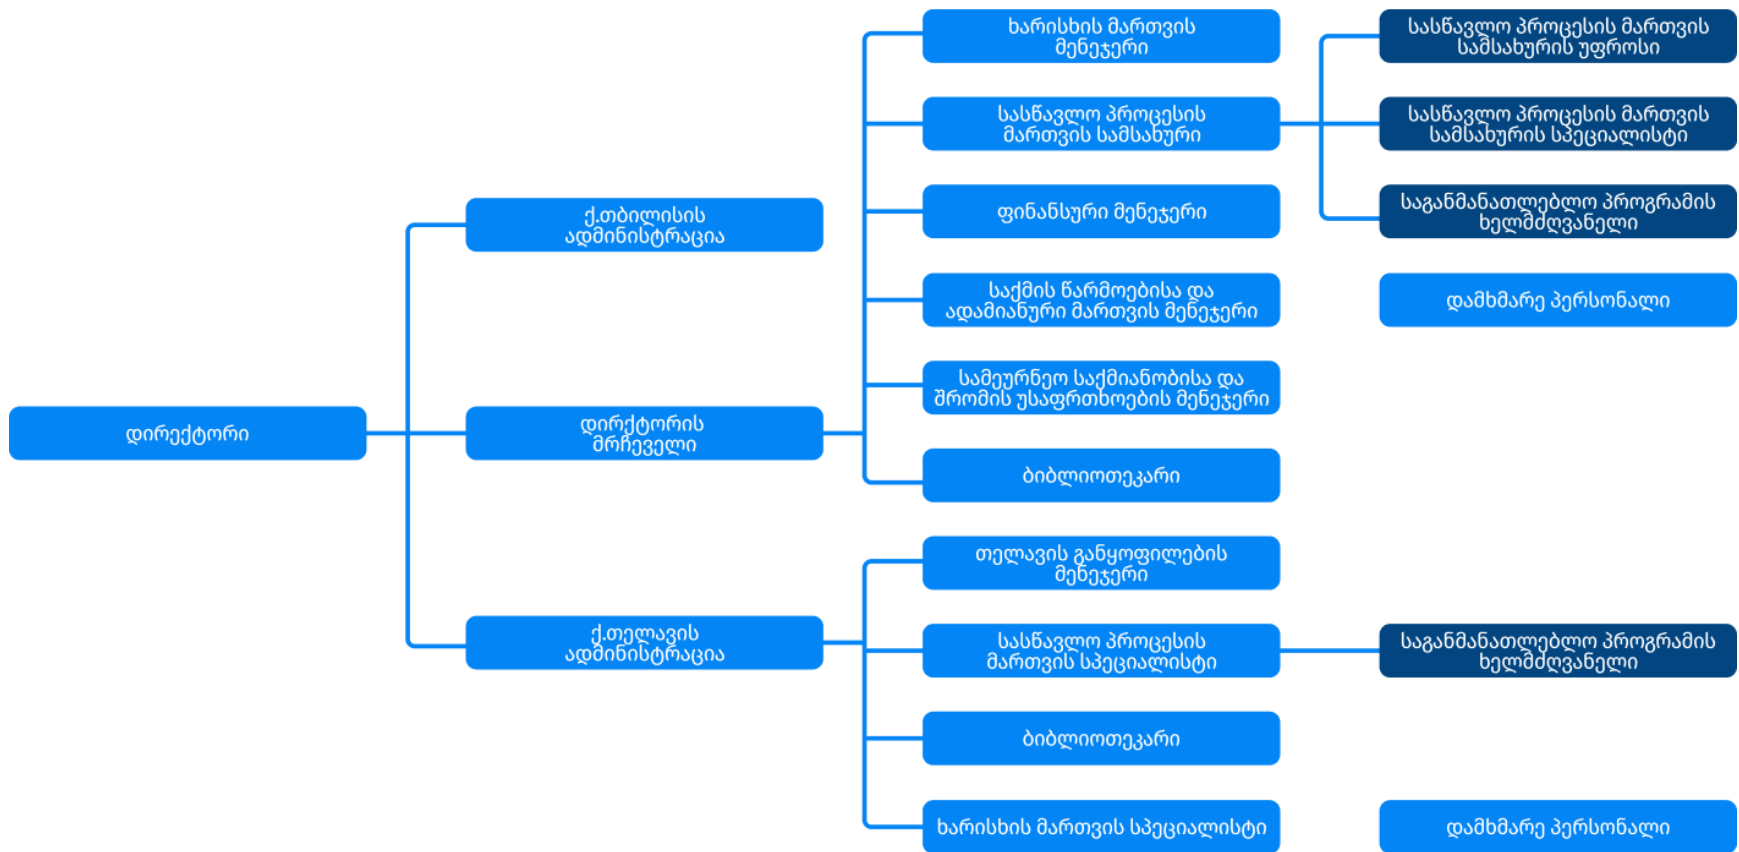 დირექტორი
ქ.თბილისის
ადმინისტრაცია
დირქტორის
მრჩეველი
ქ.თელავის
ადმინისტრაცია
ხარისხის მართვის
მენეჯერი
სასწავლო პროცესის
მართვის სამსახური
ფინანსური მენეჯერი
საქმის წარმოებისა და
ადამიანური მართვის მენეჯერი
სამეურნეო საქმიანობისა და
შრომის უსაფრთხოების მენეჯერი
ბიბლიოთეკარი
თელავის განყოფილების
მენეჯერი
სასწავლო პროცესის
მართვის სპეციალისტი
ბიბლიოთეკარი
ხარისხის მართვის სპეციალისტი
სასწავლო პროცესის მართვის
სამსახურის უფროსი
სასწავლო პროცესის მართვის
სამსახურის სპეციალისტი
საგანმანათლებლო პროგრამის
ხელმძღვანელი
დამხმარე პერსონალი
საგანმანათლებლო პროგრამის
ხელმძღვანელი
დამხმარე პერსონალი